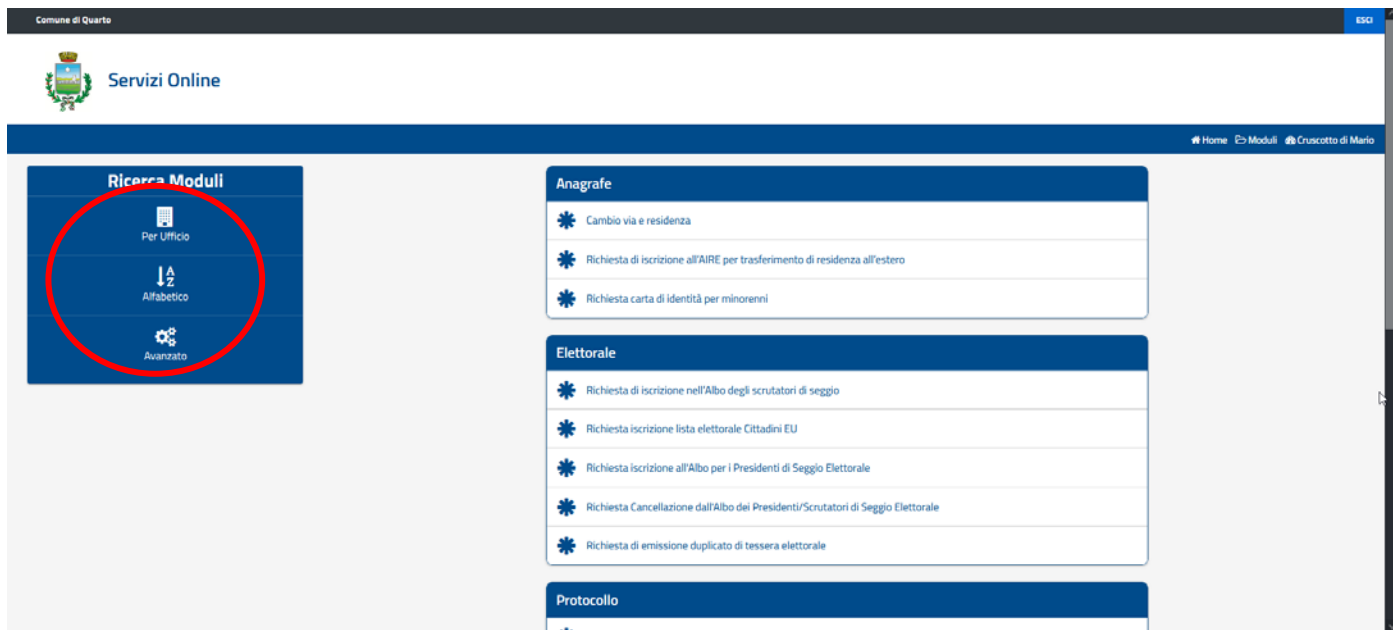 Comune di Quarto
ESCI
Servizi Online
Home Moduli Cruscotto di Mario
Ricerca Moduli
Per Ufficio
A
Z
Alfabetico
Avanzato
Anagrafe
Cambio via e residenza
Richiesta di iscrizione all'AIRE per trasferimento di residenza all'estero
Richiesta carta di identità per minorenni
Elettorale
Richiesta di iscrizione nell'Albo degli scrutatori di seggio
Richiesta iscrizione lista elettorale Cittadini EU
Richiesta iscrizione all'Albo per i Presidenti di Seggio Elettorale
Richiesta Cancellazione dall'Albo dei Presidenti/Scrutatori di Seggio Elettorale
Richiesta di emissione duplicato di tessera elettorale
Protocollo